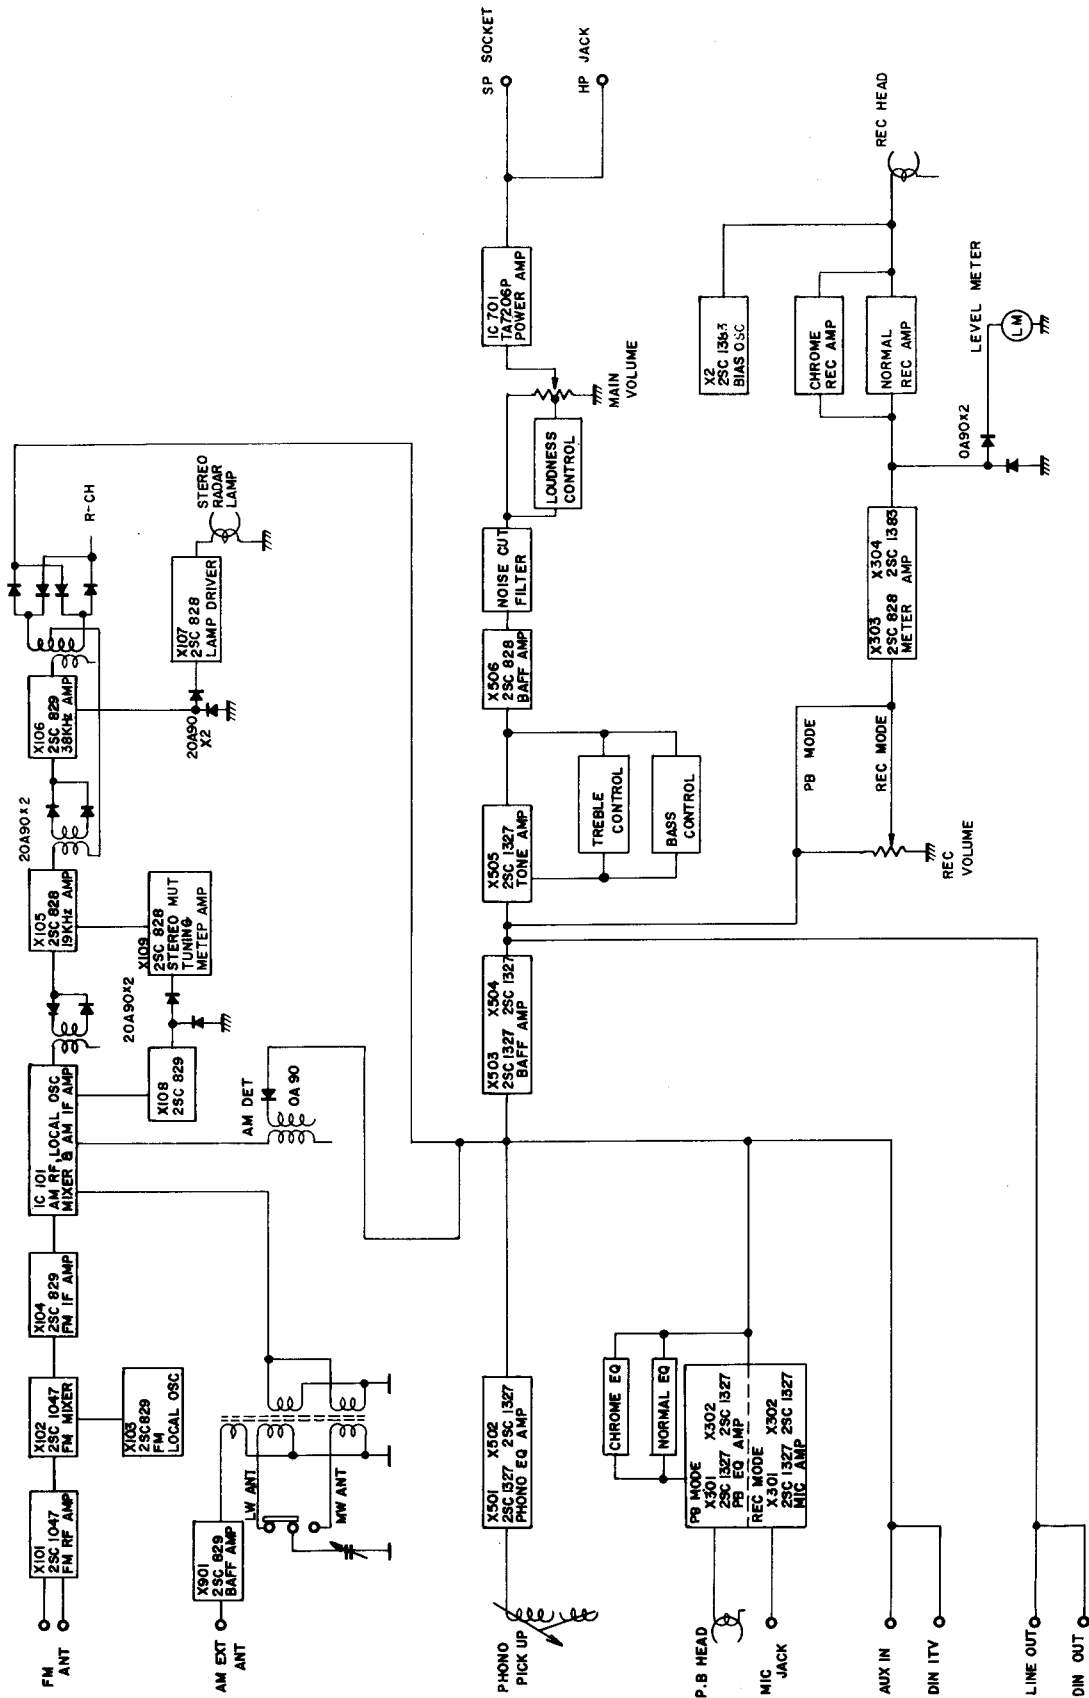 FM
ANT
X101
2SC 1047
FM RF AMP
X102
2SC 1047
FM MIXER
X103
2SC829
FM
LOCAL OSC
X104
2SC 829
FM IF AMP
IC 101
AM RF, LOCAL OSC
MIXER & AM IF AMP
X108
2SC 829
20A90X2
X109
2SC 828
STEREO MUT
TUNING
METEP AMP
X105
2SC 828
19KHz AMP
20A90X2
X106
2SC 829
38KHz AMP
20A90
X2
X107
2SC 828
LAMP DRIVER
STEREO
RADAR
LAMP
R-CH
AM EXT
ANT
X901
2SC 829
BAFF AMP
LW ANT
MW ANT
AM DET
OA 90
PHONO
PICK UP
X501 X502
2SC 1327 2SC 1327
PHONO EQ AMP
X503 X504
2SC 1327 2SC 1327
BAFF AMP
X505
2SC 1327
TONE AMP
TREBLE
CONTROL
BASS
CONTROL
X506
2SC 828
BAFF AMP
NOISE CUT
FILTER
LOUDNESS
CONTROL
MAIN
VOLUME
IC 701
TA7206P
POWER AMP
SP SOCKET
HP JACK
P.B HEAD
MIC
JACK
CHROME EQ
NORMAL EQ
PB MODE
X301 X302
2SC 1327 2SC 1327
PB EQ AMP
REC MODE
X301 X302
2SC 1327 2SC 1327
MIC AMP
PB MODE
REC MODE
REC
VOLUME
X303 X304
2SC 828 2SC 1383
METER AMP
X2
2SC 1383
BIAS OSC
CHROME
REC AMP
NORMAL
REC AMP
REC HEAD
OA90X2
LEVEL METER
LM
AUX IN
DIN ITV
LINE OUT
DIN OUT